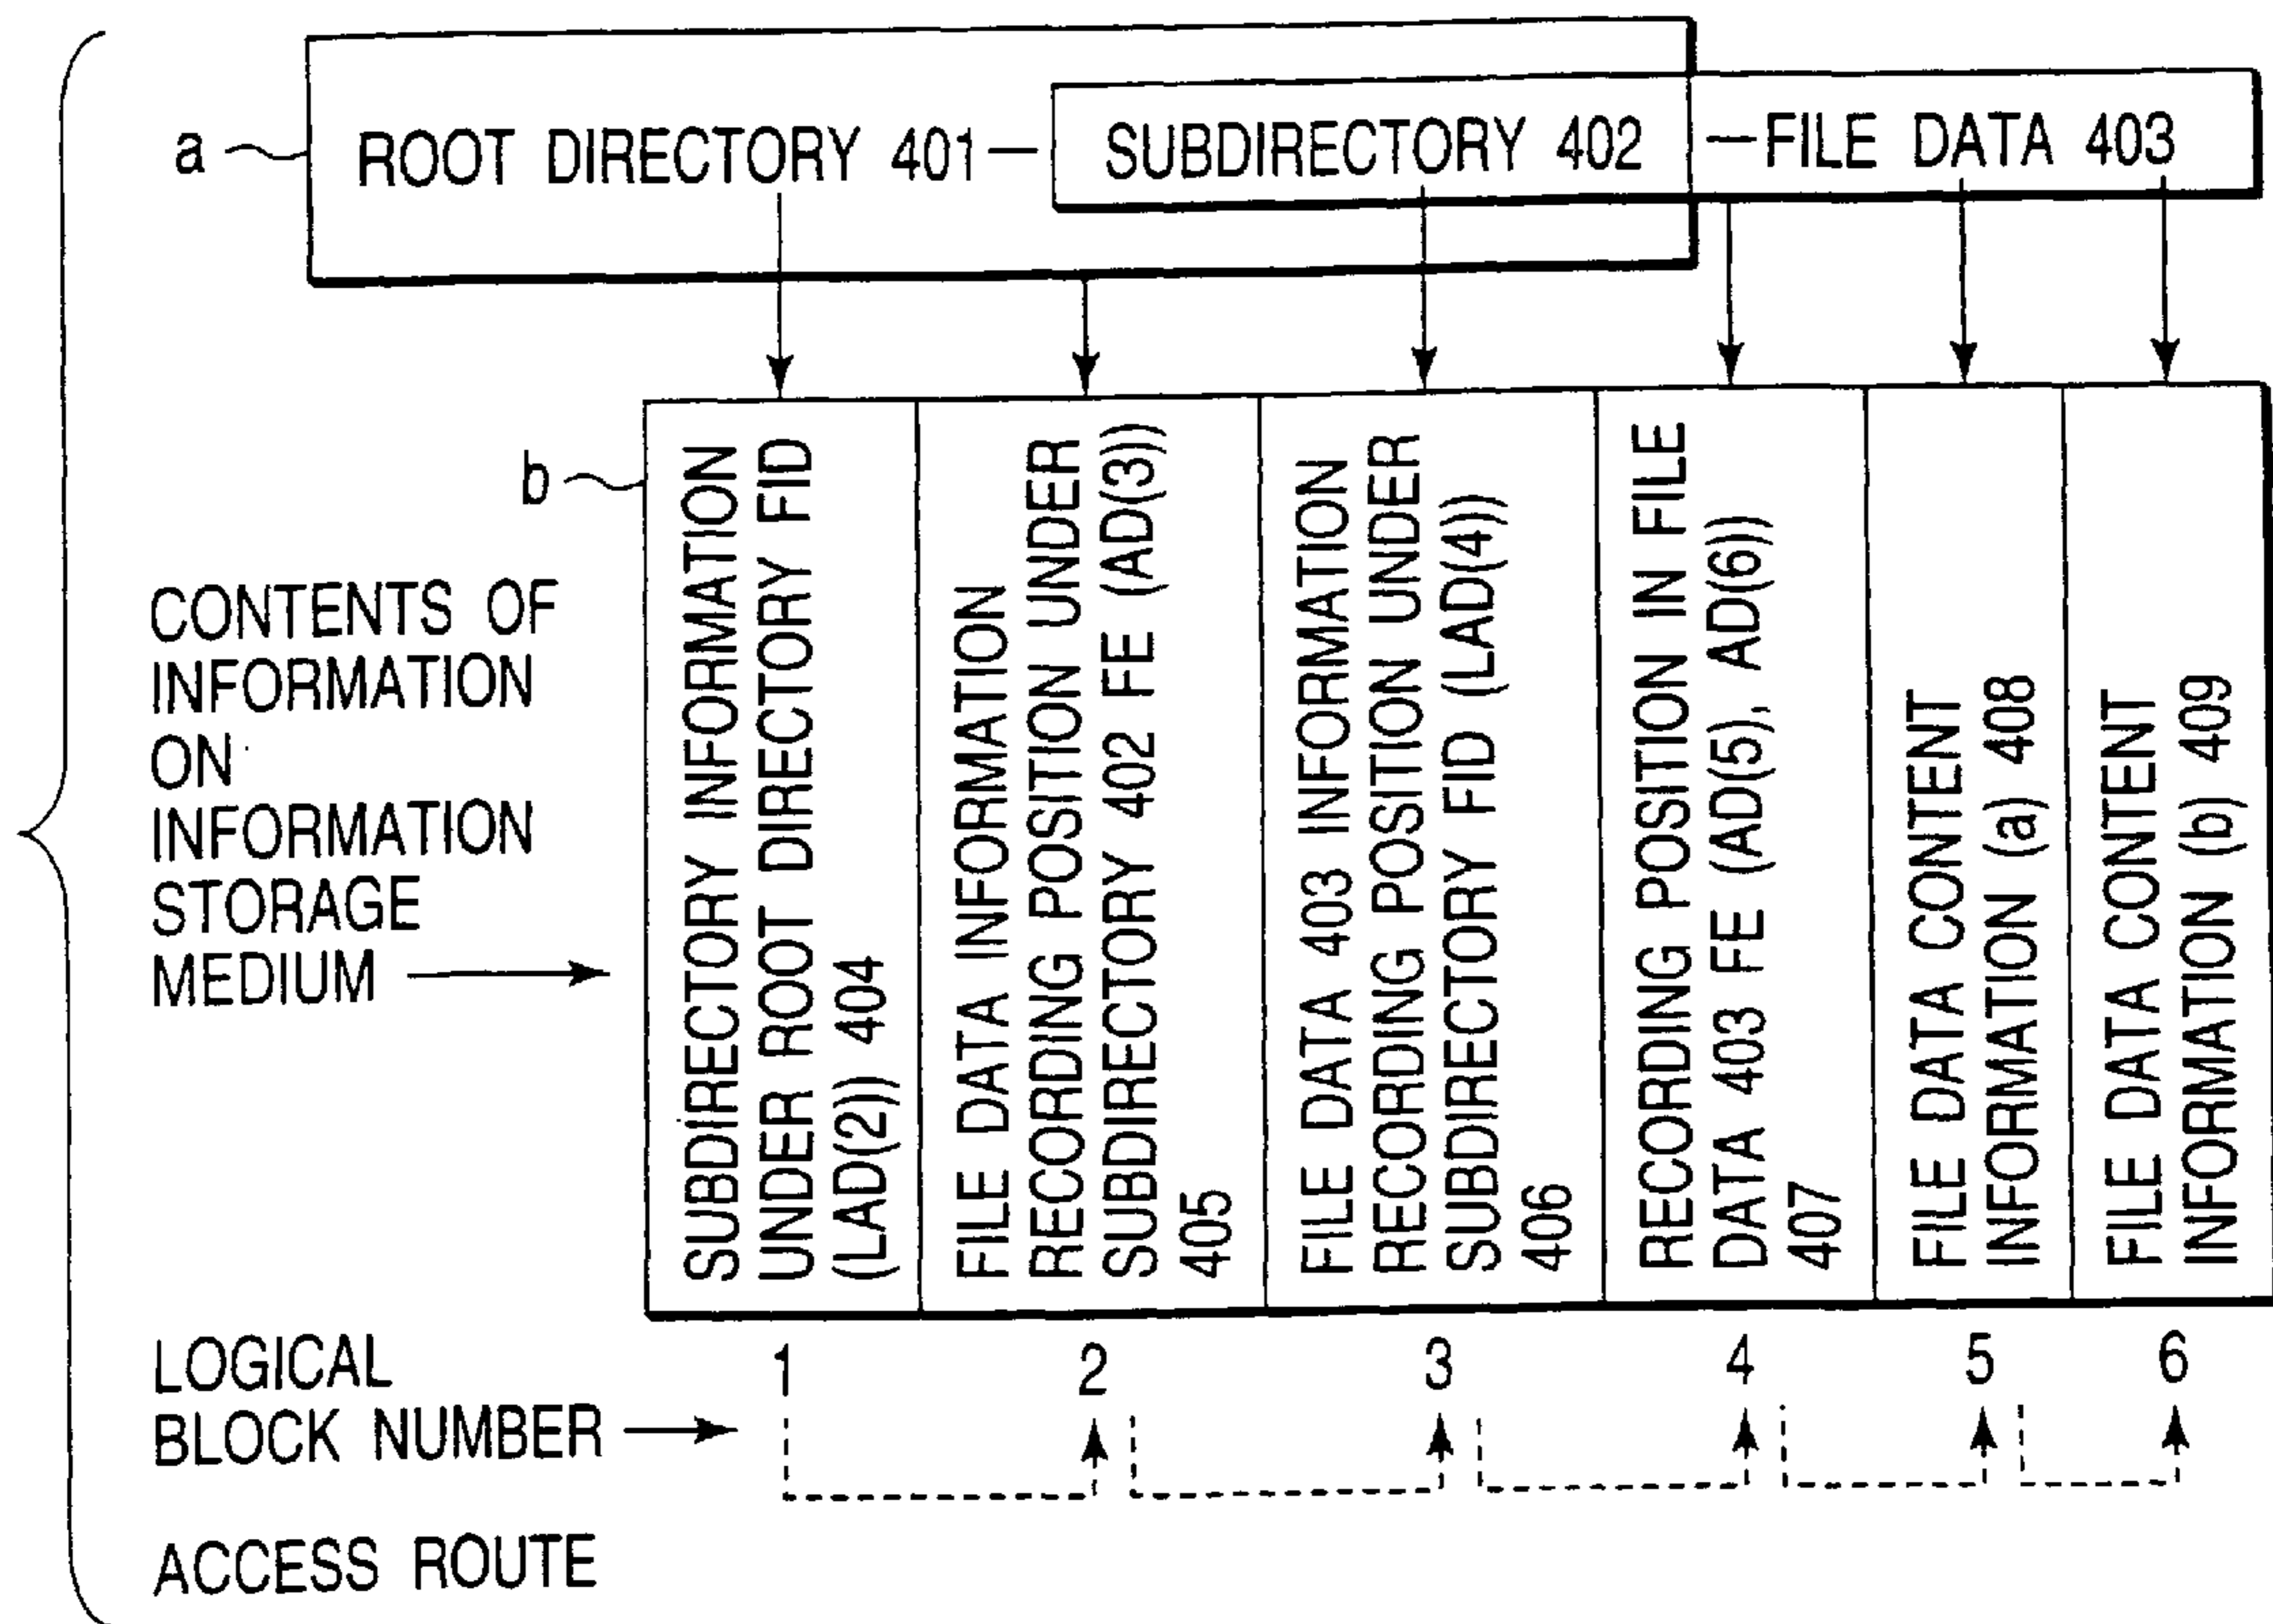 a
ROOT DIRECTORY 401
SUBDIRECTORY 402
FILE DATA 403
b
CONTENTS OF
INFORMATION
ON
INFORMATION
STORAGE
MEDIUM
SUBDIRECTORY INFORMATION
UNDER ROOT DIRECTORY FID
(LAD(2)) 404
FILE DATA INFORMATION
RECORDING POSITION UNDER
SUBDIRECTORY 402 FE (AD(3))
405
FILE DATA 403 INFORMATION
RECORDING POSITION UNDER
SUBDIRECTORY FID (LAD(4))
406
RECORDING POSITION IN FILE
DATA 403 FE (AD(5), AD(6))
407
FILE DATA CONTENT
INFORMATION (a) 408
FILE DATA CONTENT
INFORMATION (b) 409
LOGICAL
BLOCK NUMBER
1 2 3 4 5 6
ACCESS ROUTE